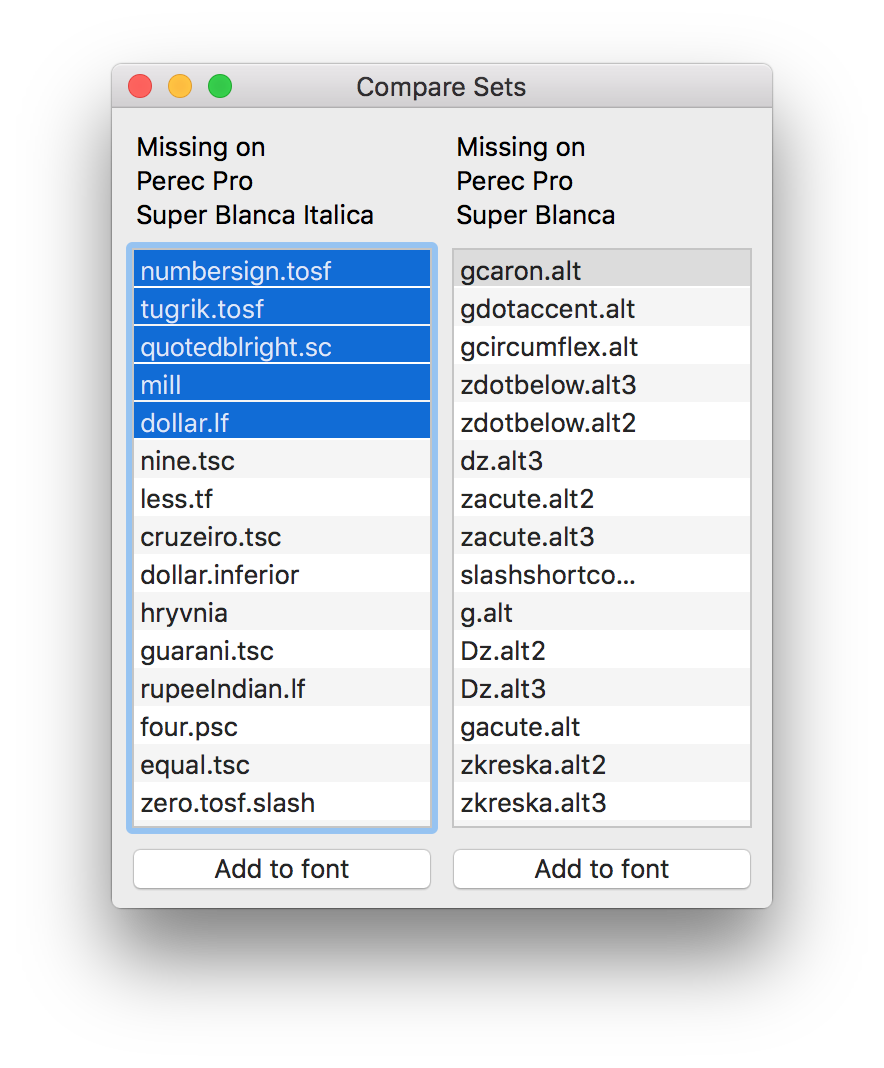 Compare Sets
Missing on
Perec Pro
Super Blanca Italica
numbersign.tosf
tugrik.tosf
quotedblright.sc
mill
dollar.lf
nine.tsc
less.tf
cruzeiro.tsc
dollar.inferior
hryvnia
guarani.tsc
rupeeIndian.lf
four.psc
equal.tsc
zero.tosf.slash
Add to font
Missing on
Perec Pro
Super Blanca
gcaron.alt
gdotaccent.alt
gcircumflex.alt
zdotbelow.alt3
zdotbelow.alt2
dz.alt3
zacute.alt2
zacute.alt3
slashshortco...
g.alt
Dz.alt2
Dz.alt3
gacute.alt
zkreska.alt2
zkreska.alt3
Add to font